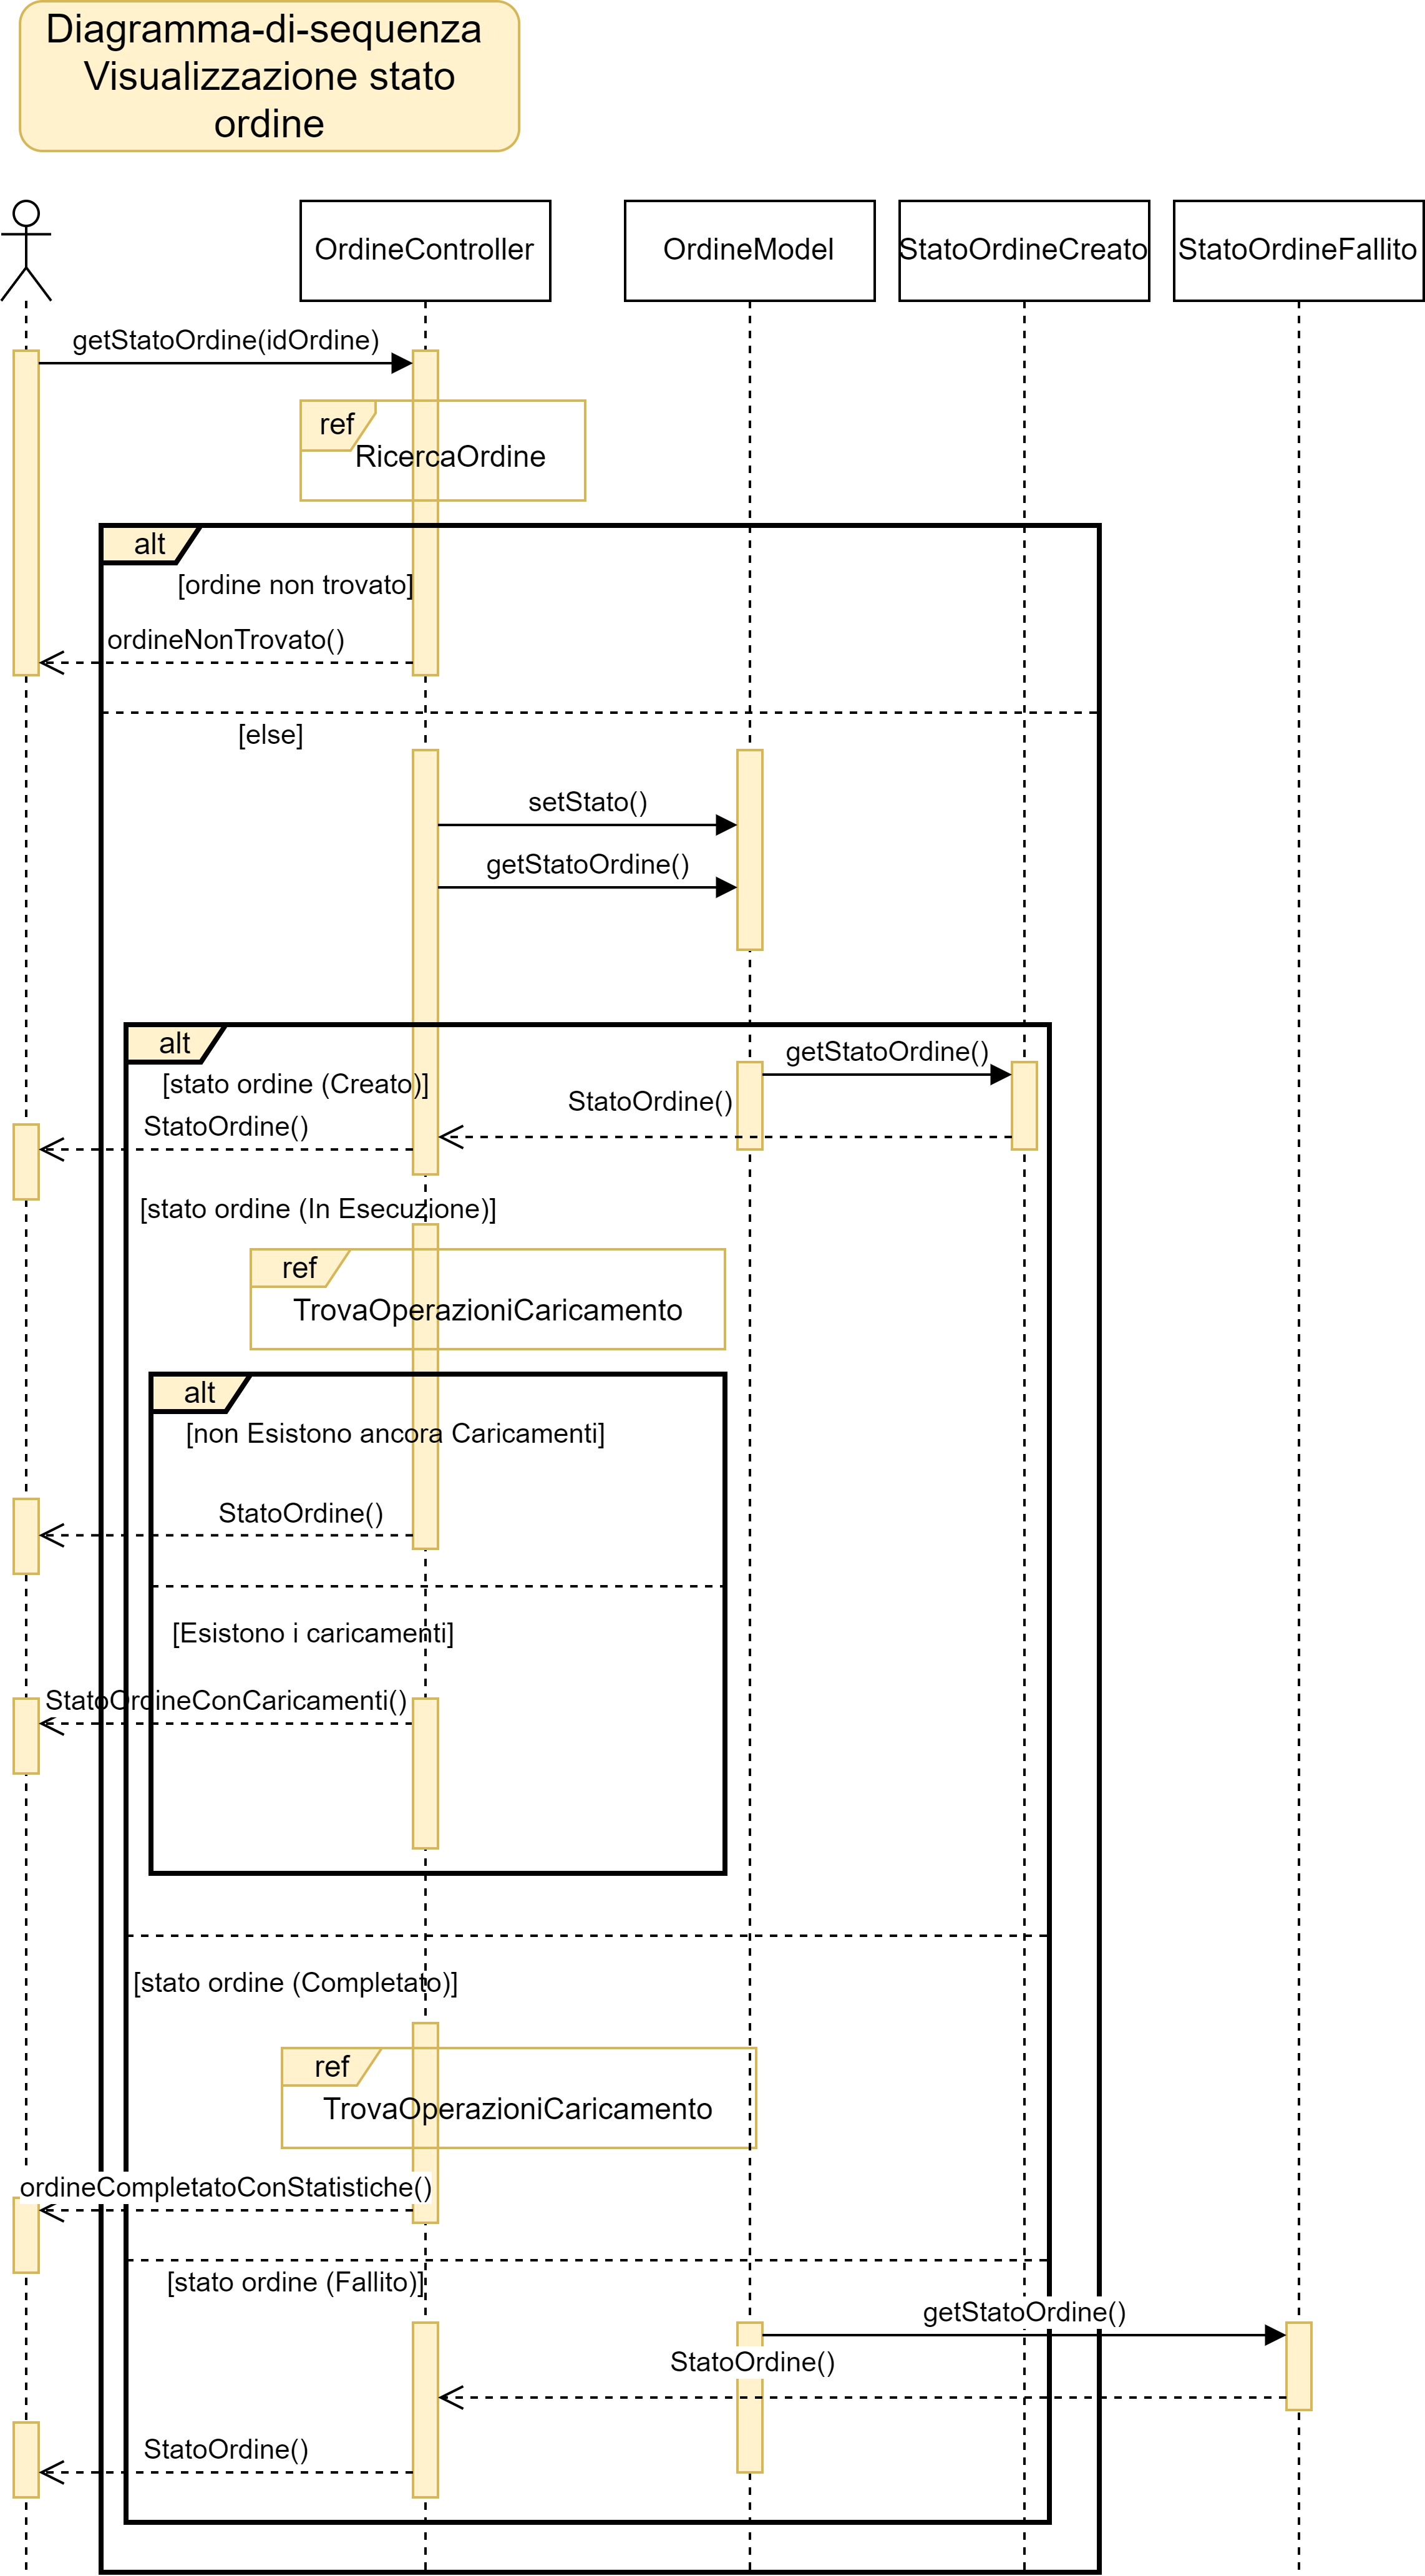 Diagramma-di-sequenza
Visualizzazione stato
ordine
OrdineController
OrdineModel
StatoOrdineCreato
StatoOrdineFallito
getStatoOrdine(idOrdine)
ref
RicercaOrdine
alt
[ordine non trovato]
ordineNonTrovato()
[else]
setStato()
getStatoOrdine()
alt
getStatoOrdine()
[stato ordine (Creato)]
StatoOrdine()
StatoOrdine()
[stato ordine (In Esecuzione)]
ref
TrovaOperazioniCaricamento
alt
[non Esistono ancora Caricamenti]
StatoOrdine()
[Esistono i caricamenti]
StatoOrdineConCaricamenti()
[stato ordine (Completato)]
ref
TrovaOperazioniCaricamento
ordineCompletatoConStatistiche()
[stato ordine (Fallito)]
getStatoOrdine()
StatoOrdine()
StatoOrdine()